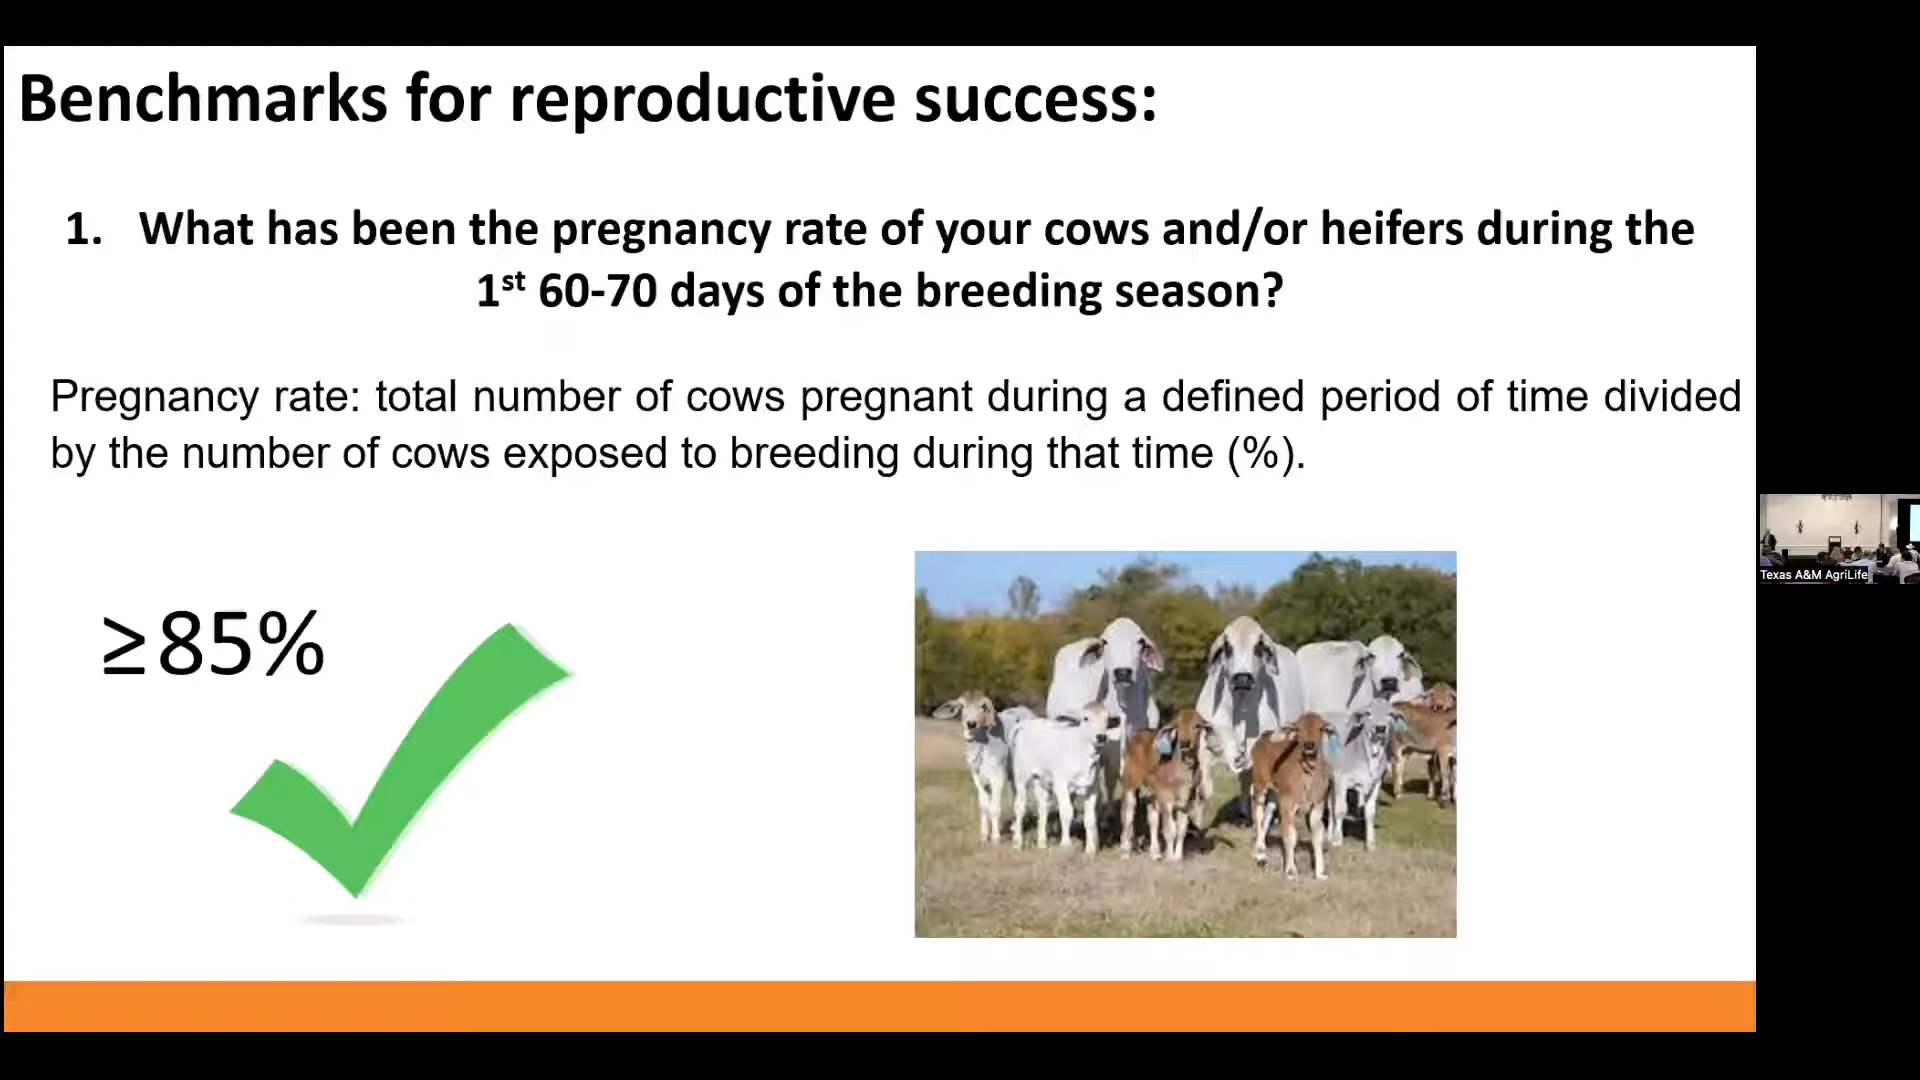 Benchmarks for reproductive success:
1. What has been the pregnancy rate of your cows and/or heifers during the
1st 60-70 days of the breeding season?
Pregnancy rate: total number of cows pregnant during a defined period of time divided
by the number of cows exposed to breeding during that time (%).
≥85%
Texas A&M AgriLife